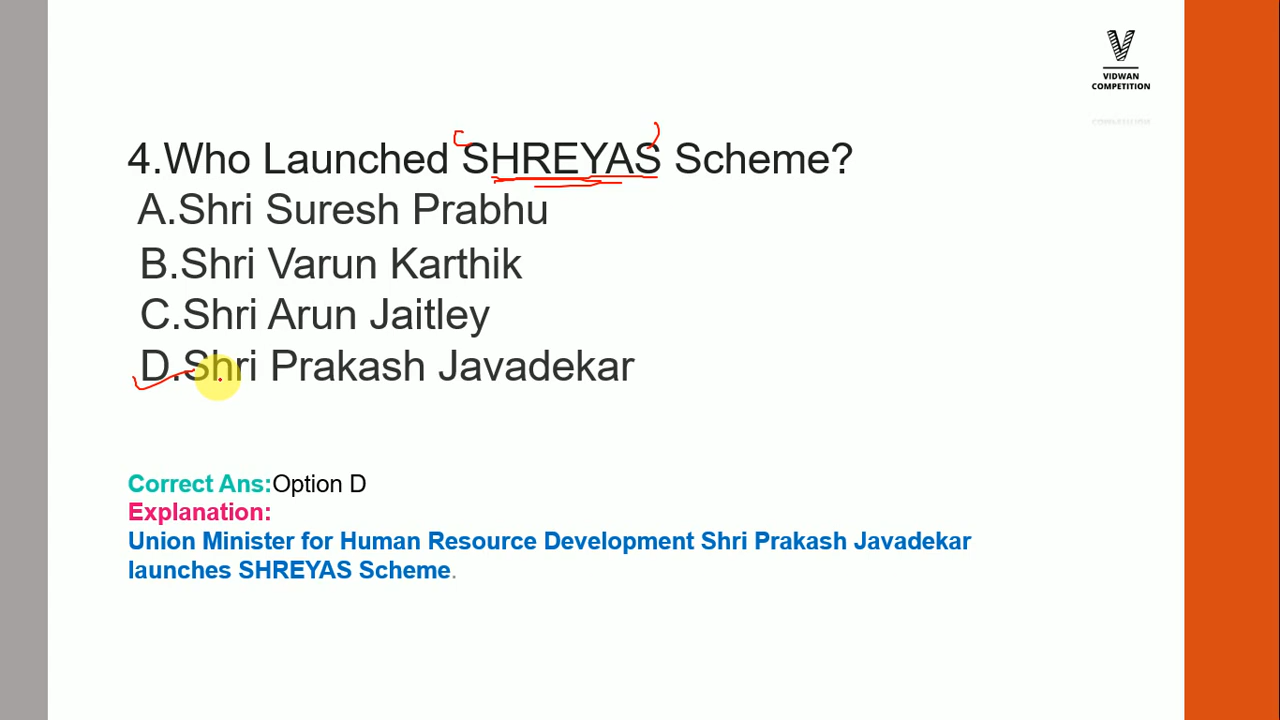 VIDWAN
COMPETITION
4.Who Launched SHREYAS Scheme?
A.Shri Suresh Prabhu
B.Shri Varun Karthik
C.Shri Arun Jaitley
D.Shri Prakash Javadekar
Correct Ans:Option D
Explanation:
Union Minister for Human Resource Development Shri Prakash Javadekar
launches SHREYAS Scheme.